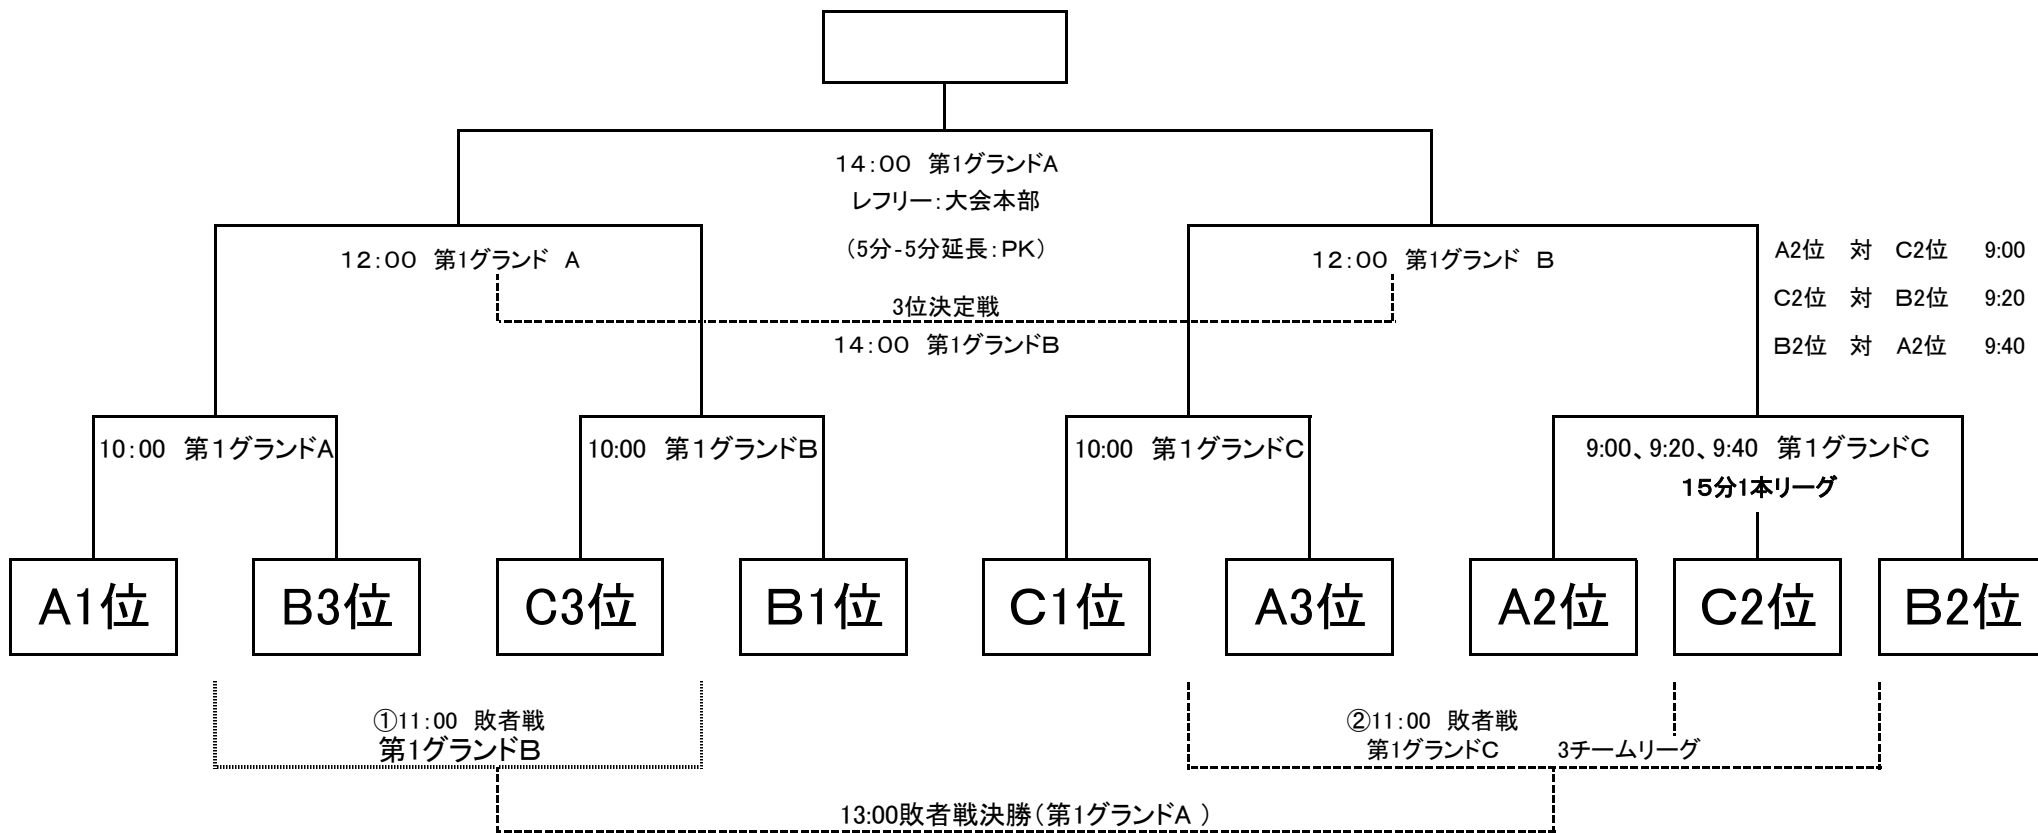 14:00 第1グランドA
レフリー:大会本部
(5分-5分延長:PK)
12:00 第1グランド A
12:00 第1グランド B
A2位 対 C2位 9:00
C2位 対 B2位 9:20
B2位 対 A2位 9:40
3位決定戦
14:00 第1グランドB
10:00 第1グランドA
10:00 第1グランドB
10:00 第1グランドC
9:00、9:20、9:40 第1グランドC
15分1本リーグ
A1位
B3位
C3位
B1位
C1位
A3位
A2位
C2位
B2位
①11:00 敗者戦
第1グランドB
②11:00 敗者戦
第1グランドC 3チームリーグ
13:00敗者戦決勝(第1グランドA )